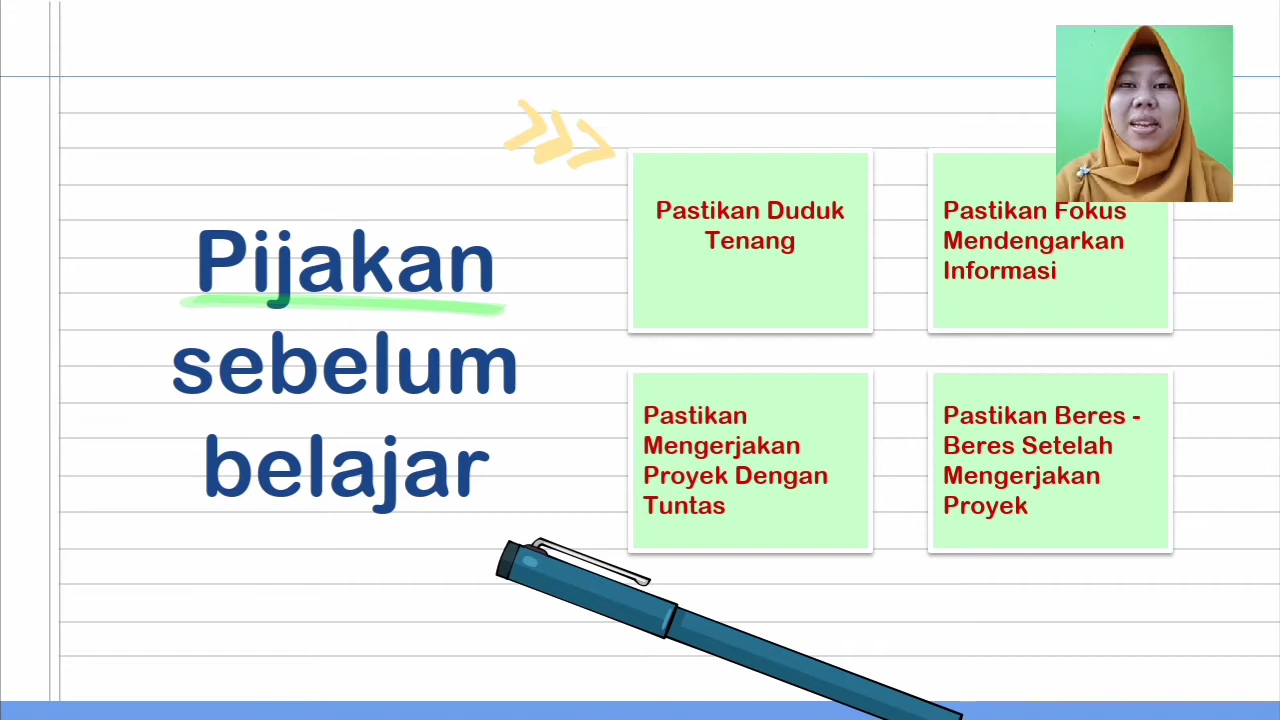 Pijakan
sebelum
belajar
Pastikan Duduk
Tenang
Pastikan Fokus
Mendengarkan
Informasi
Pastikan
Mengerjakan
Proyek Dengan
Tuntas
Pastikan Beres -
Beres Setelah
Mengerjakan
Proyek